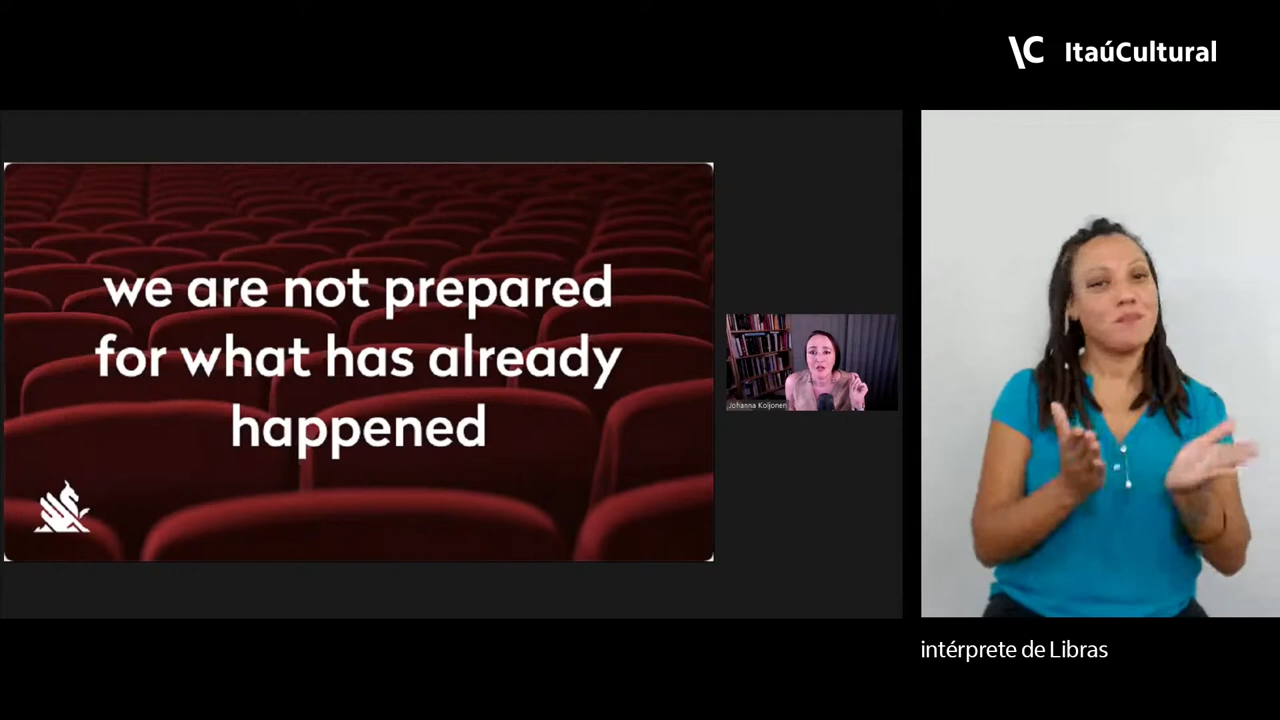 \C ItaúCultural
we are not prepared
for what has already
happened
Johanna Koljonen
intérprete de Libras